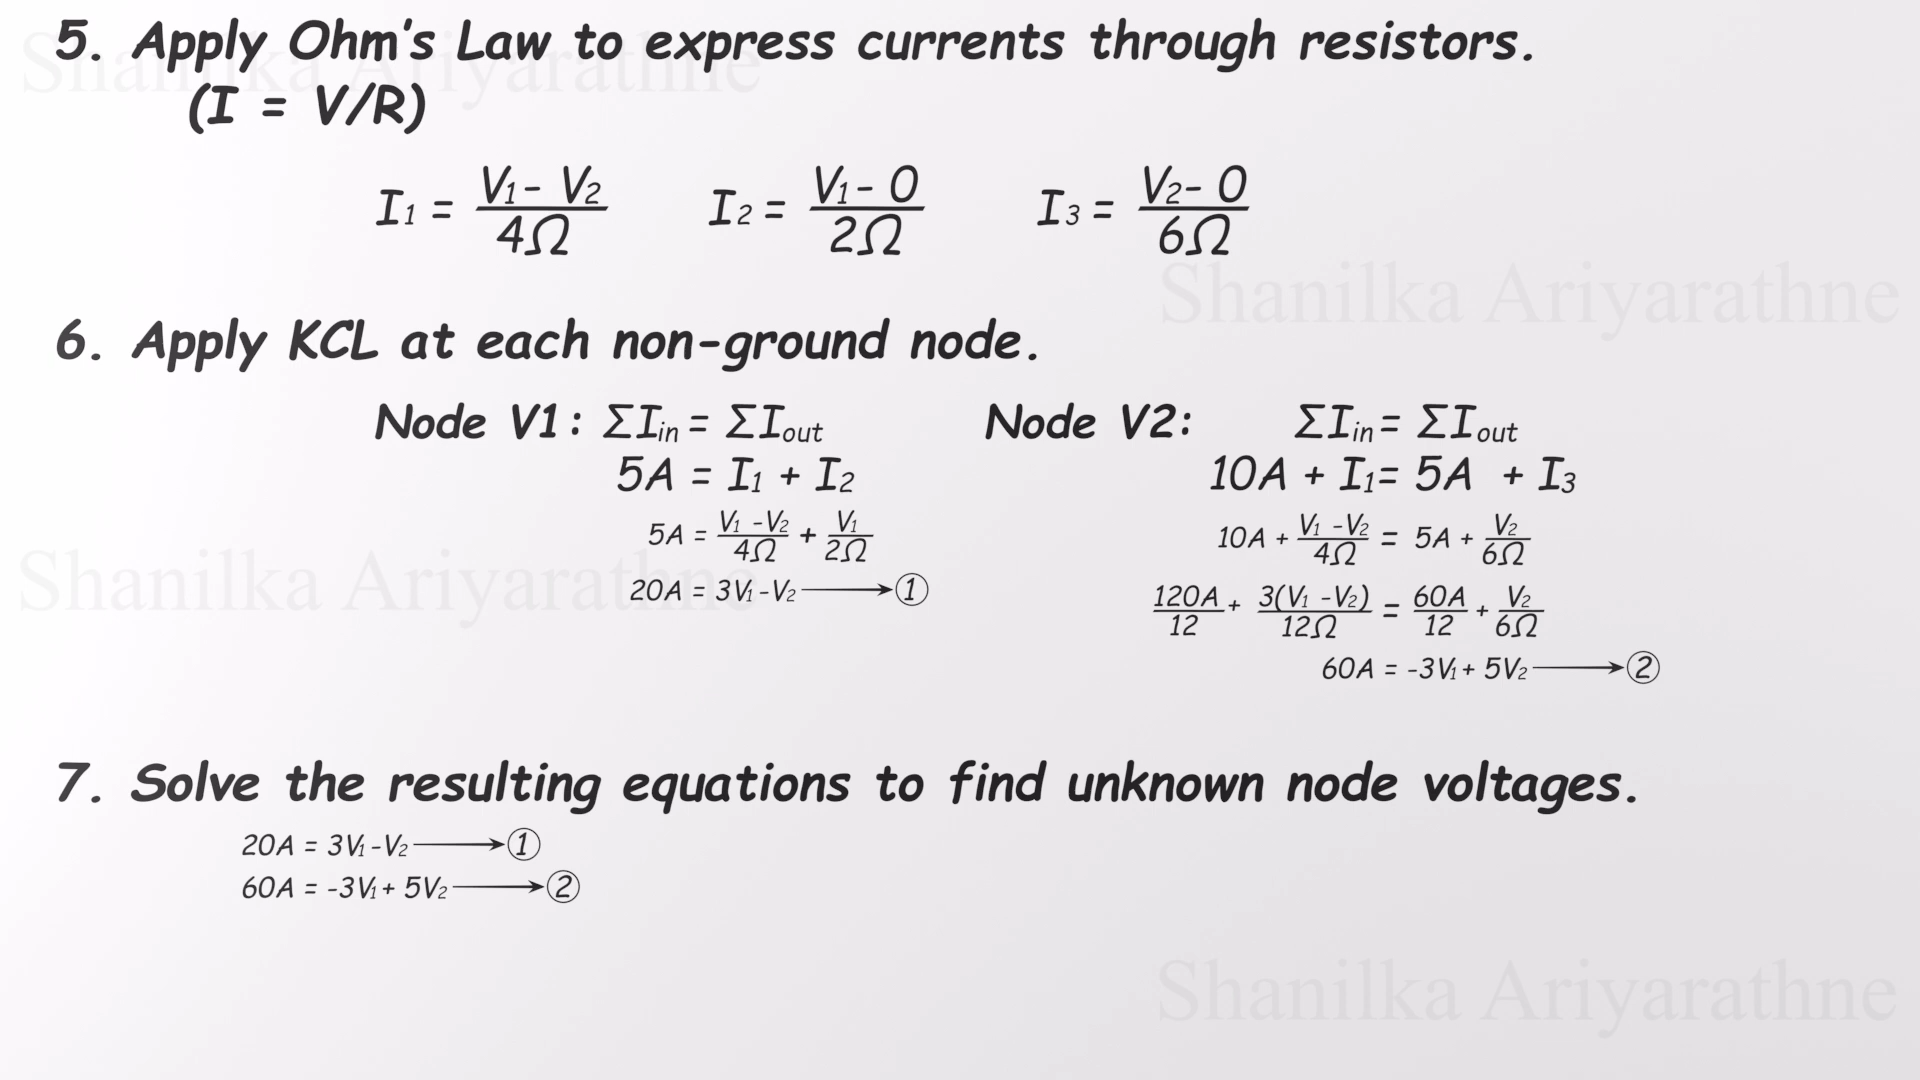 5. Apply Ohm's Law to express currents through resistors.
(I = V/R)
I1 = V1 - V2 / 4Ω    I2 = V1 - 0 / 2Ω    I3 = V2 - 0 / 6Ω
6. Apply KCL at each non-ground node.
Node V1: ΣIin = ΣIout    Node V2: ΣIin = ΣIout
5A = I1 + I2    10A + I1 = 5A + I3
5A = V1 - V2 / 4Ω + V1 / 2Ω    10A + V1 - V2 / 4Ω = 5A + V2 / 6Ω
20A = 3V1 - V2 → ①    120A / 12 + 3(V1 - V2) / 12Ω = 60A / 12 + V2 / 6Ω
60A = -3V1 + 5V2 → ②
7. Solve the resulting equations to find unknown node voltages.
20A = 3V1 - V2 → ①
60A = -3V1 + 5V2 → ②
Shanilka Ariyarathne
Shanilka Ariyarathne
Shanilka Ariyarathne
Shanilka Ariyarathne